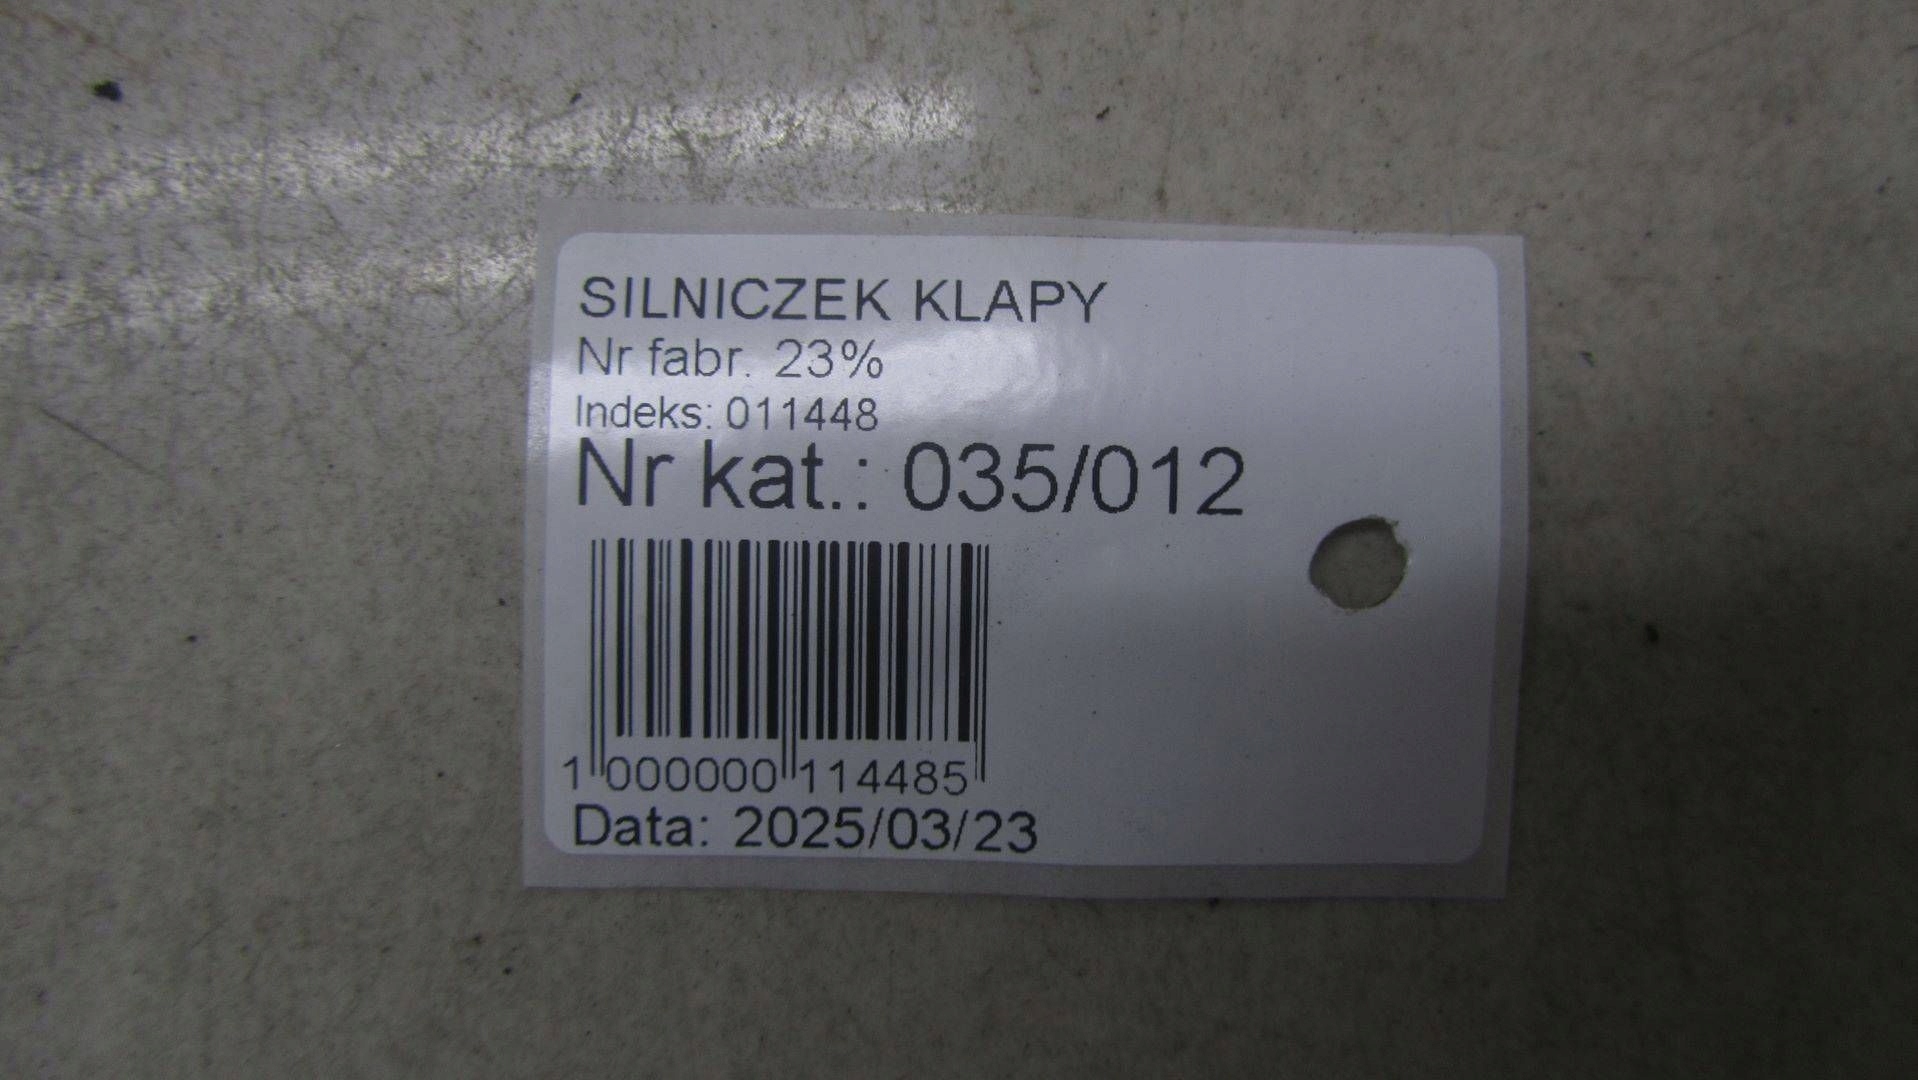 SILNICZEK KLAPY
Nr fabr. 23%
Indeks: 011448
Nr kat.: 035/012
1 000000 114485
Data: 2025/03/23